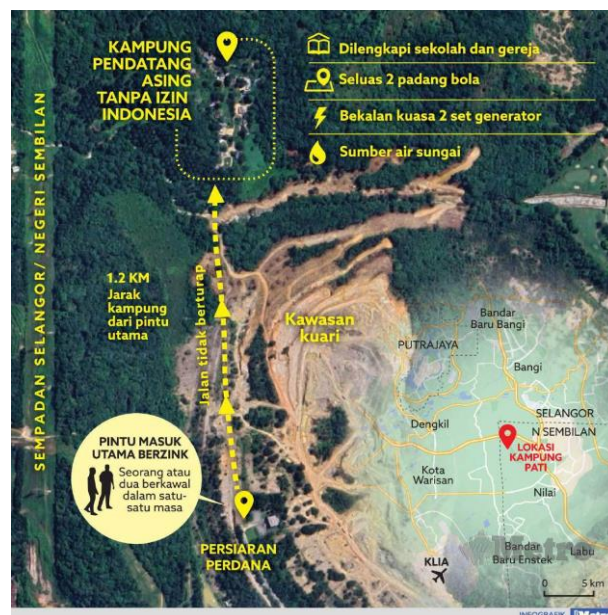 KAMPUNG
PENDATANG
ASING
TANPA IZIN
INDONESIA
Dilengkapi sekolah dan gereja
Seluas 2 padang bola
Bekalan kuasa 2 set generator
Sumber air sungai
SEMPADAN SELANGOR/ NEGERI SEMBILAN
1.2 KM
Jarak
kampung
dari pintu
utama
Jalan tidak berturap
Kawasan
kuari
PINTU MASUK
UTAMA BERZINK
Seorang atau
dua berkawal
dalam satu-
satu masa
PERSIARAN
PERDANA
Bandar
Baru Bangi
PUTRAJAYA
Bangi
SELANGOR
Dengkil
N SEMBILAN
LOKASI
KAMPUNG
PATI
Kota
Warisan
Nilai
Bandar
Baru Enstek
Labu
KLIA
0 5 km
INFOGRAFIK
Metro